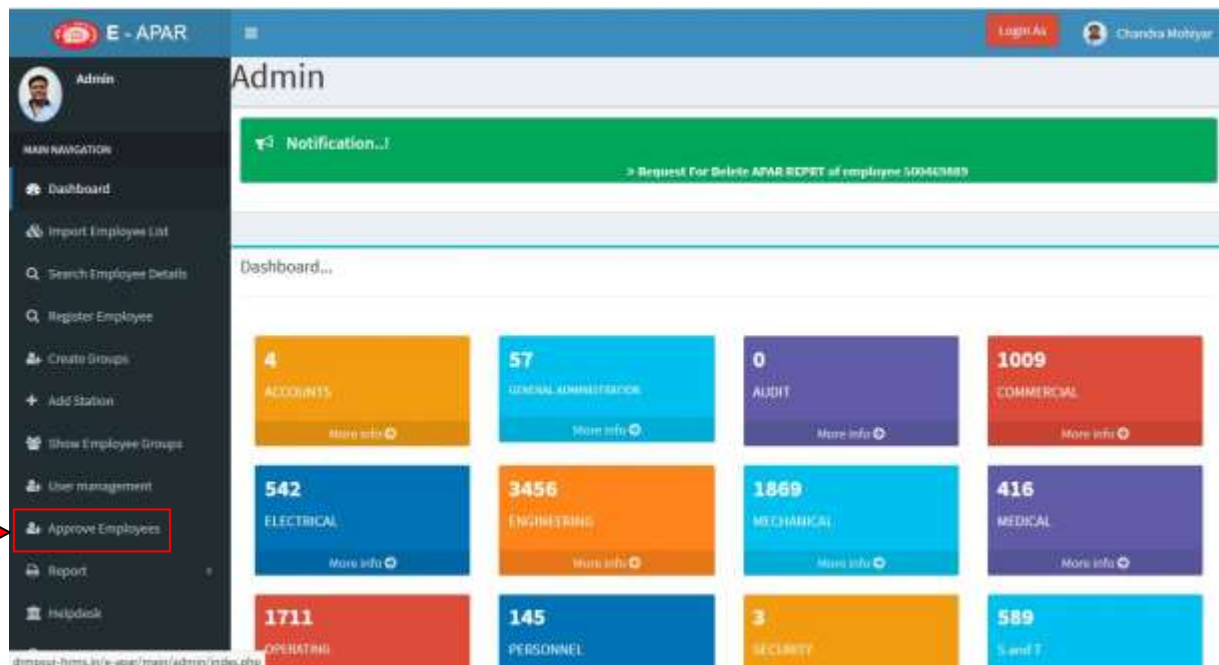 E - APAR
Login As
Chandra Mohiyar
Admin
Admin
MAIN NAVIGATION
Notification..!
> Request For Delete APAR REPRT of employee
Dashboard
Import Employee List
Search Employee Details
Dashboard...
Register Employee
Create Groups
Add Station
Show Employee Groups
User management
Approve Employees
Report
Helpdesk
4
ACCOUNTS
More info
57
GENERAL ADMINISTRATION
More info
0
AUDIT
More info
1009
COMMERCIAL
More info
542
ELECTRICAL
More info
3456
ENGINEERING
More info
1869
MECHANICAL
More info
416
MEDICAL
More info
1711
OPERATING
145
PERSONNEL
3
SECURITY
589
S and T